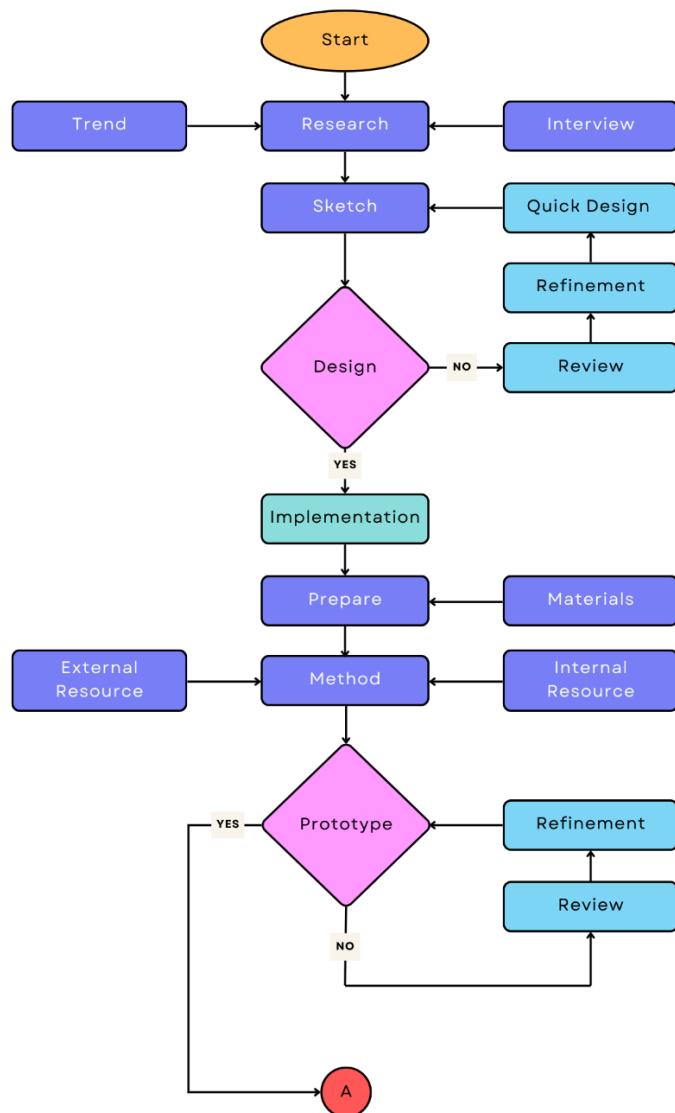 Start
Trend
Research
Interview
Sketch
Quick Design
Refinement
Design
NO
Review
YES
Implementation
Prepare
Materials
External
Resource
Method
Internal
Resource
YES
Prototype
Refinement
Review
NO
A